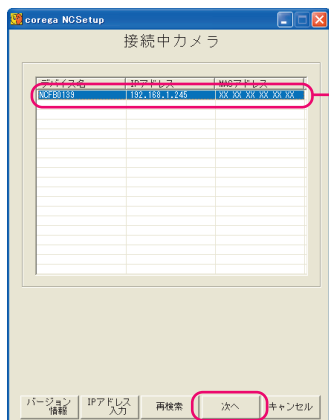 corega NCSetup
接続中カメラ
デバイス名 IPアドレス MACアドレス
NCFB0139 192.168.1.245 XX XX XX XX XX XX
バージョン情報 IPアドレス入力 再検索 次へ キャンセル